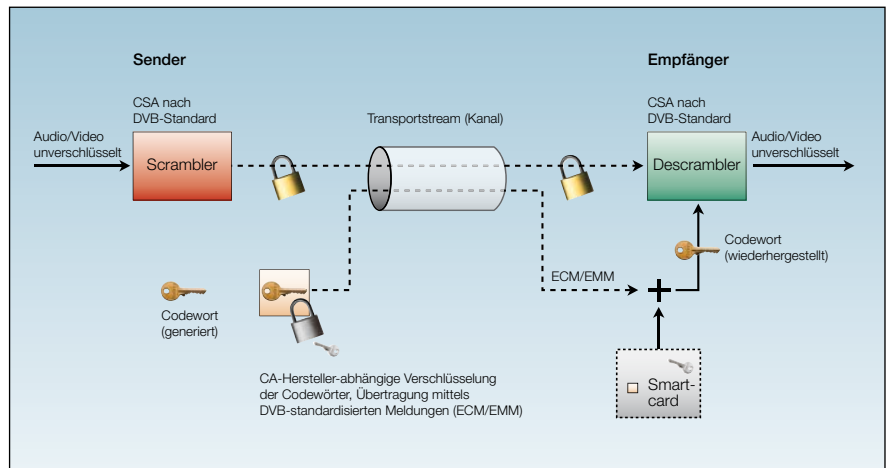 Sender
Empfänger
CSA nach
DVB-Standard
CSA nach
DVB-Standard
Transportstream (Kanal)
Audio/Video
unverschlüsselt
Scrambler
Descrambler
Audio/Video
unverschlüsselt
Codewort
(wiederhergestellt)
ECM/EMM
Codewort
(generiert)
CA-Hersteller-abhängige Verschlüsselung
der Codewörter, Übertragung mittels
DVB-standardisierten Meldungen (ECM/EMM)
Smart-
card